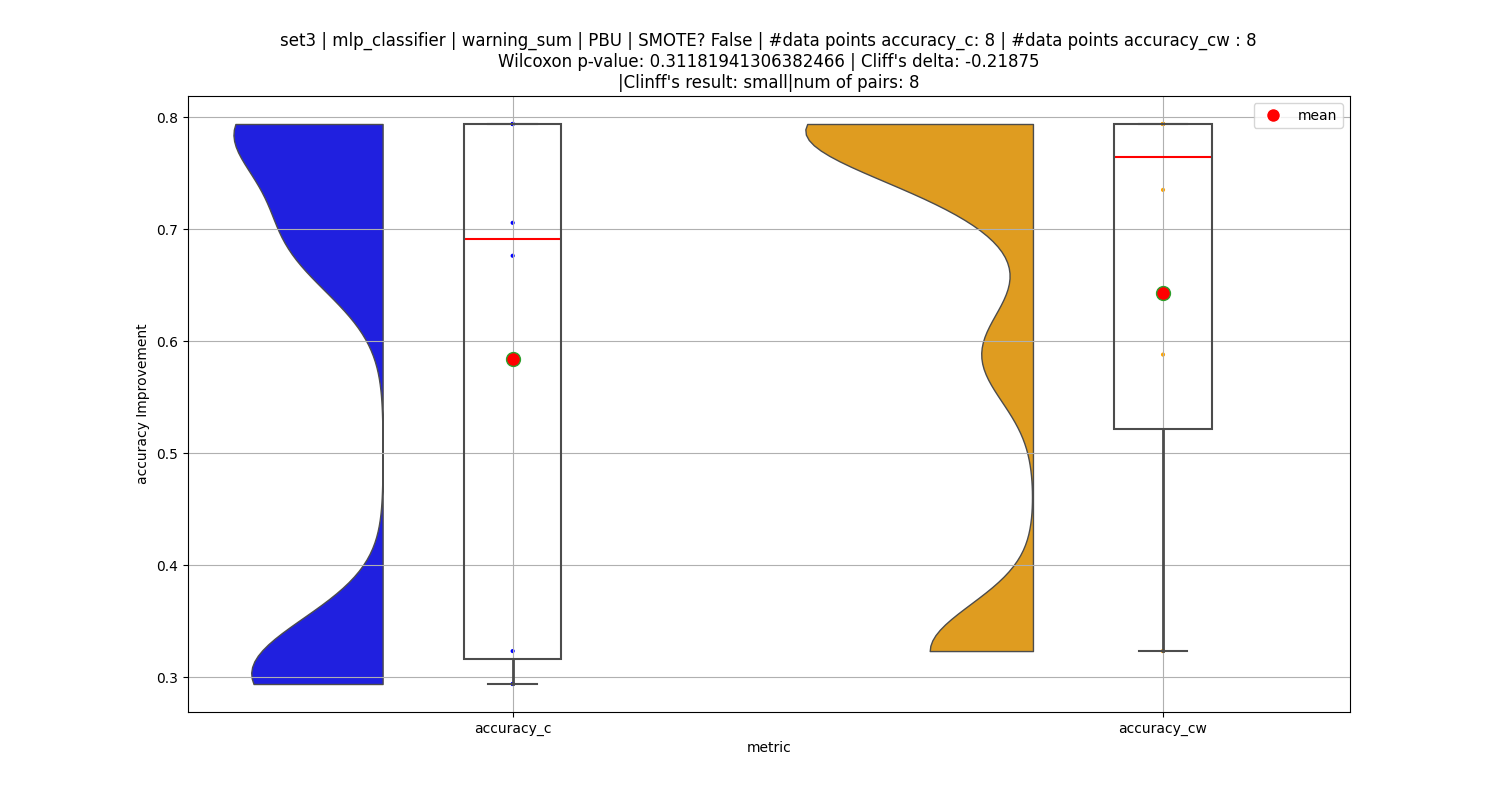 set3 | mlp_classifier | warning_sum | PBU | SMOTE? False | #data points accuracy_c: 8 | #data points accuracy_cw : 8
Wilcoxon p-value: 0.31181941306382466 | Cliff's delta: -0.21875
|Clinff's result: small|num of pairs: 8
mean
0.8
0.7
0.6
0.5
0.4
0.3
accuracy Improvement
accuracy_c
accuracy_cw
metric